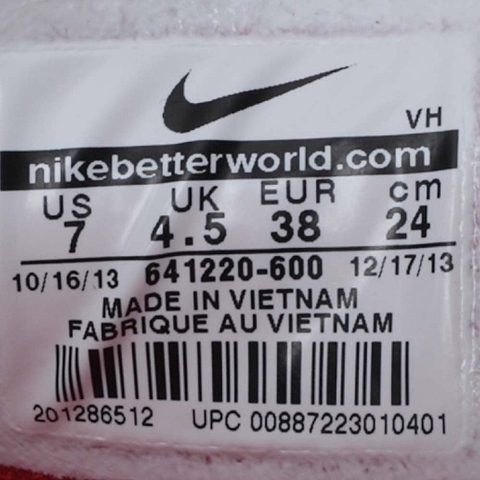 VH
nikebetterworld.com
US UK EUR cm
7 4.5 38 24
10/16/13 641220-600 12/17/13
MADE IN VIETNAM
FABRIQUE AU VIETNAM
201286512 UPC 00887223010401